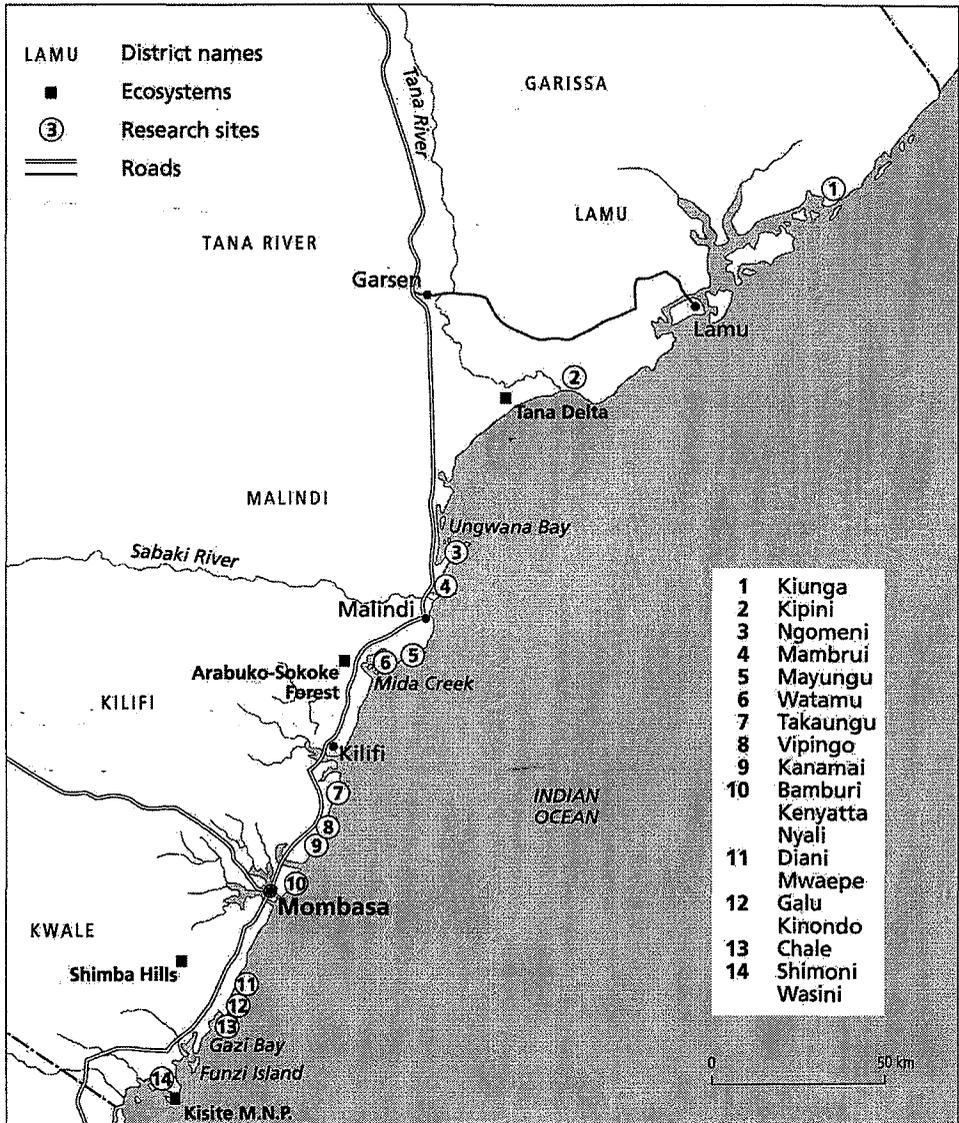 LAMU District names
Ecosystems
3 Research sites
Roads
Tana River
GARISSA
1
LAMU
TANA RIVER
Garsen
Lamu
2
Tana Delta
MALINDI
Ungwana Bay
3
Sabaki River
4
Malindi
5
6
Arabuko-Sokoke
Forest
Mida Creek
KILIFI
Kilifi
7
INDIAN
OCEAN
8
9
10
Mombasa
KWALE
Shimba Hills
11
12
13
Gazi Bay
Funzi Island
14
Kisite M.N.P.
1 Kiunga
2 Kipini
3 Ngomeni
4 Mambrui
5 Mayungu
6 Watamu
7 Takaungu
8 Vipingo
9 Kanamai
10 Bamburi
Kenyatta
Nyali
11 Diani
Mwaepe
12 Galu
Kinondo
13 Chale
14 Shimoni
Wasini
0 50 km